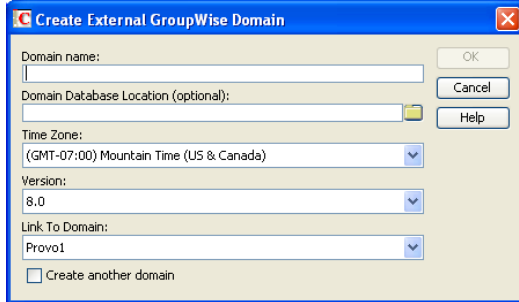 Create External GroupWise Domain
Domain name:
OK
Domain Database Location (optional):
Cancel
Help
Time Zone:
(GMT-07:00) Mountain Time (US & Canada)
Version:
8.0
Link To Domain:
Provo1
Create another domain